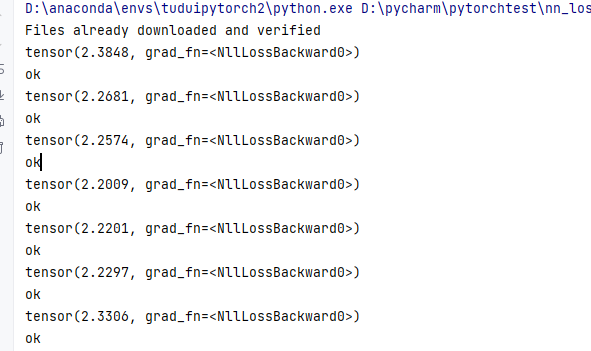 D:\anaconda\envs\tuduipytorch2\python.exe D:\pycharm\pytorchtest\nn_los
Files already downloaded and verified
tensor(2.3848, grad_fn=<NllLossBackward0>)
ok
tensor(2.2681, grad_fn=<NllLossBackward0>)
ok
tensor(2.2574, grad_fn=<NllLossBackward0>)
ok
tensor(2.2009, grad_fn=<NllLossBackward0>)
ok
tensor(2.2201, grad_fn=<NllLossBackward0>)
ok
tensor(2.2297, grad_fn=<NllLossBackward0>)
ok
tensor(2.3306, grad_fn=<NllLossBackward0>)
ok